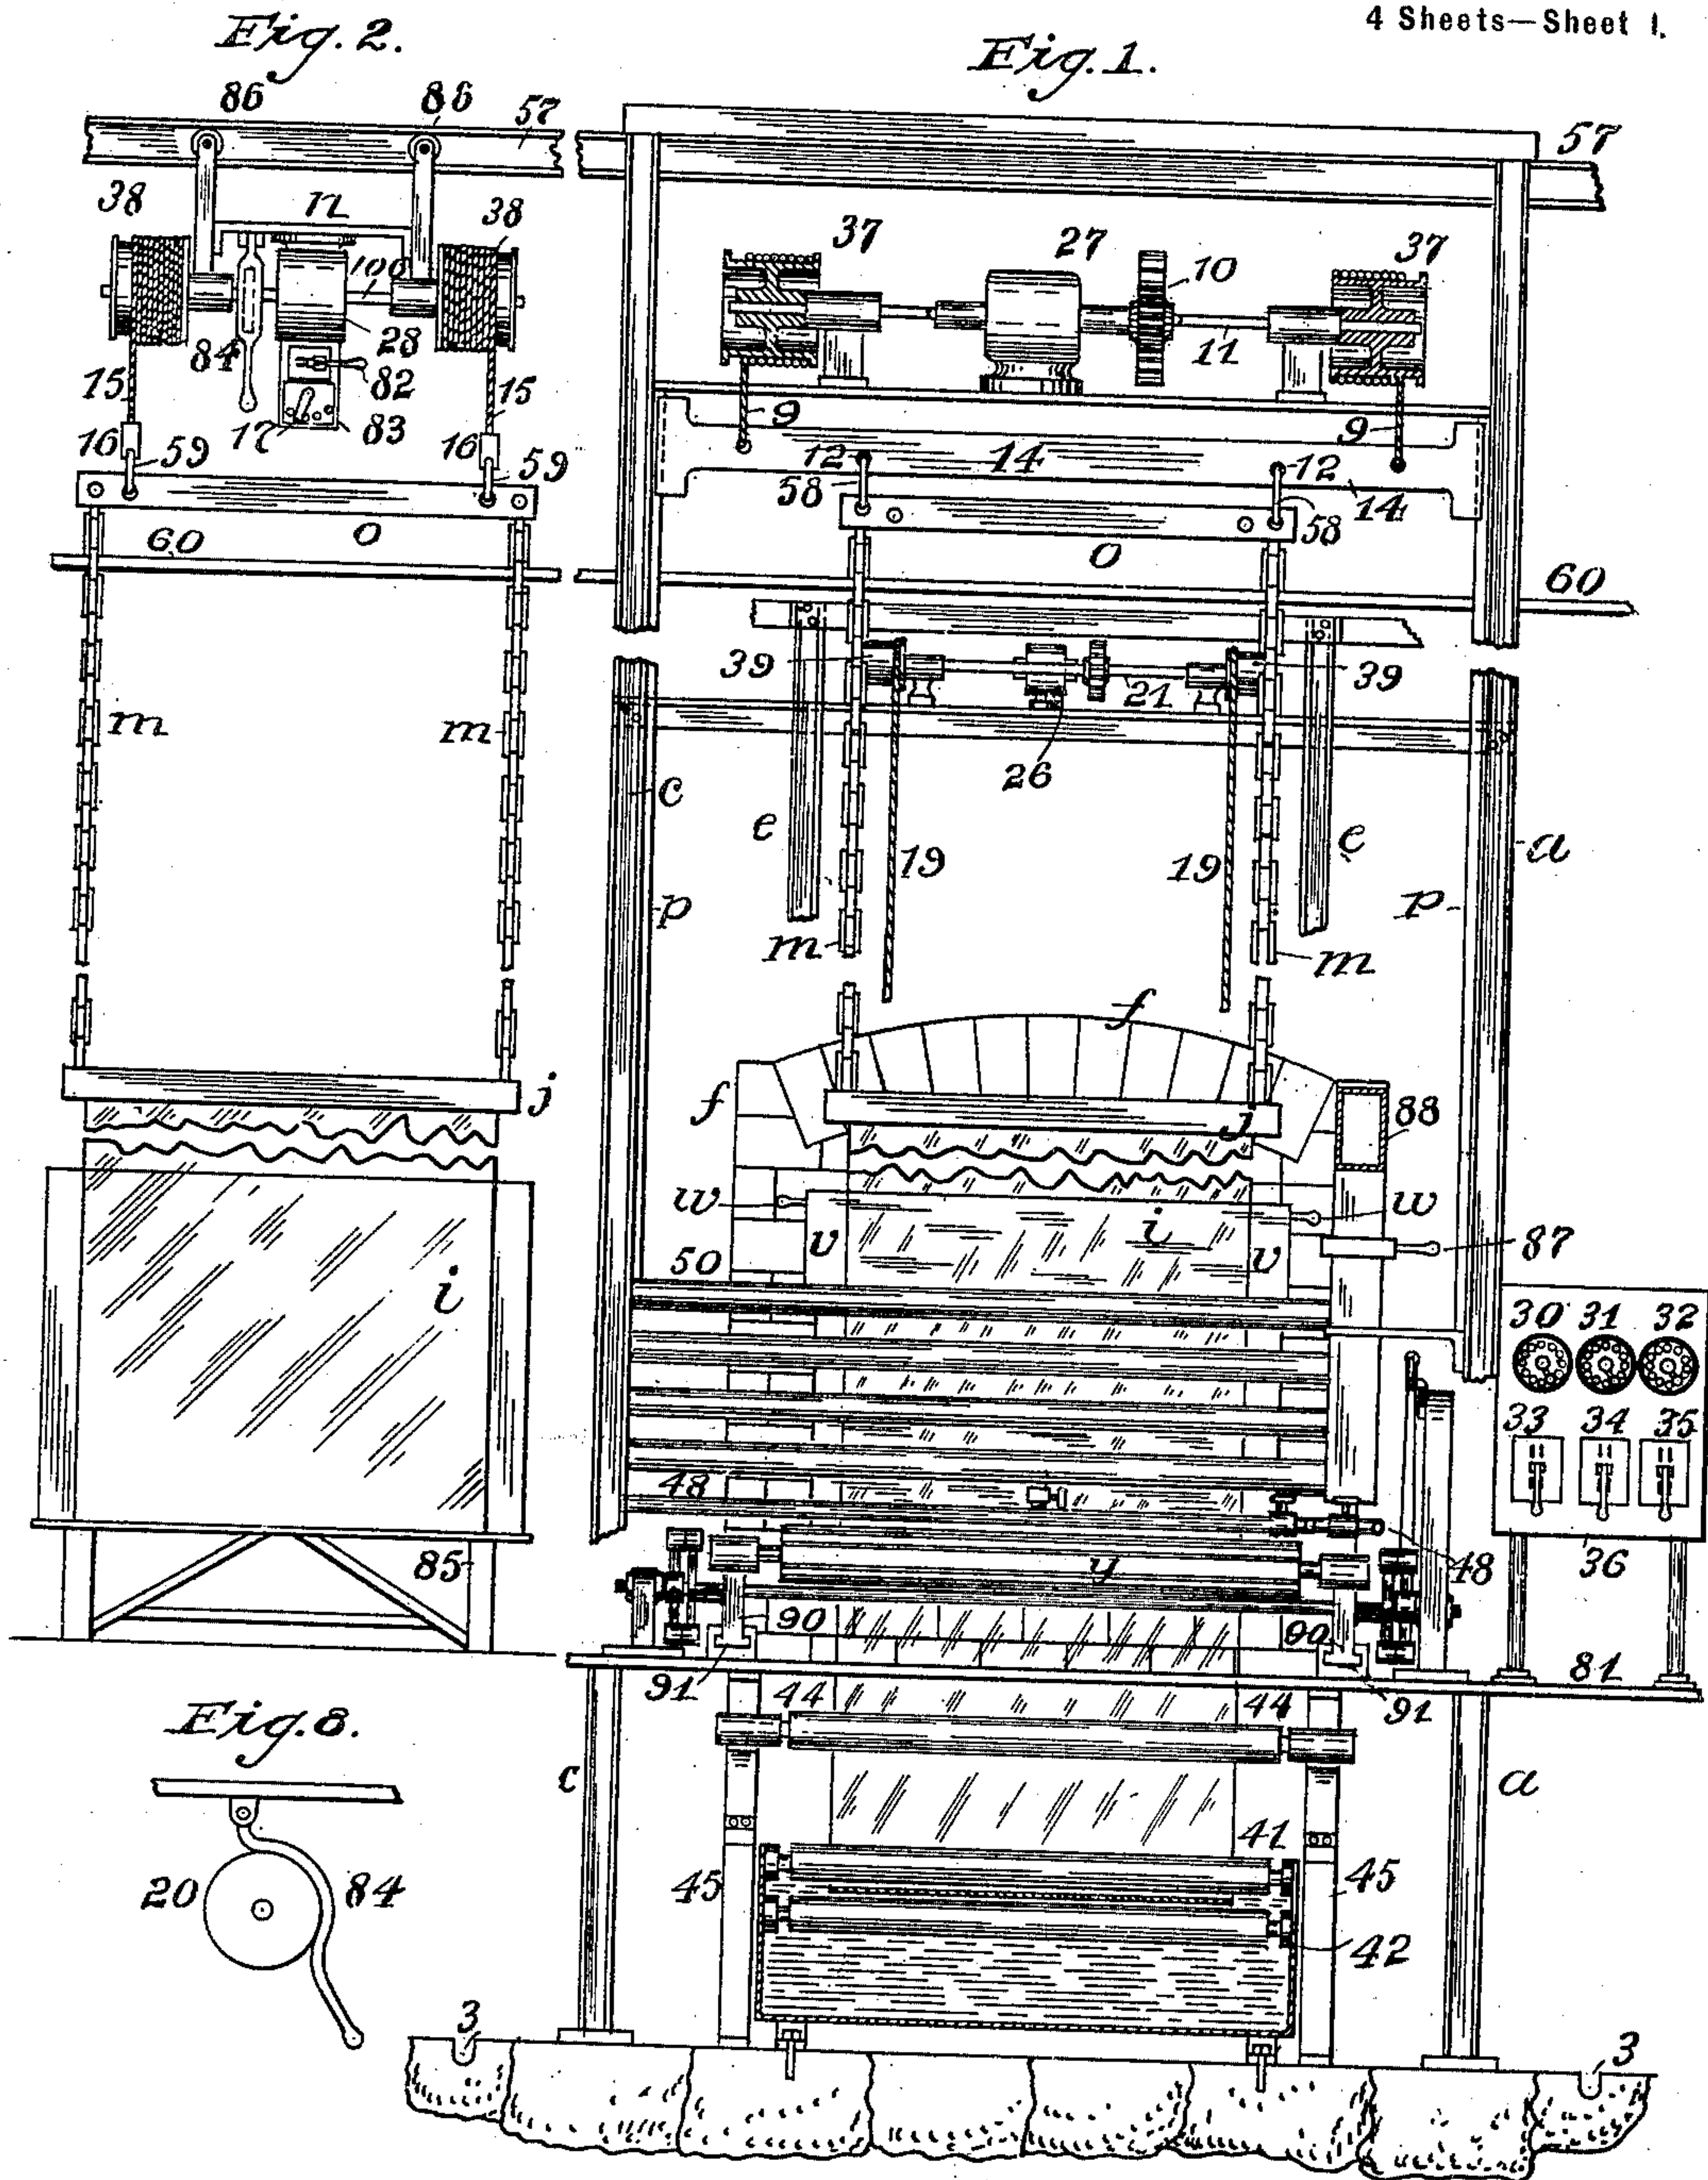 4 Sheets—Sheet 1.
Fig. 2.
Fig. 1.
86 86 57
57
38 n 38
37 27 10 37
100
84 28 11
15 82 15
17 83
16 59 16 59
9 9
12 14 12
58 58 14
o
o
60
60
39 39
21
26
m m
c
e e a
19 19
p p
m m
f
j f
j 88
w w
v i v
50 87
i
30 31 32
33 34 35
48
y 48 36
85
90 90
91 44 44 91 81
Fig. 8.
c a
41
20 84 45 45
42
3 3